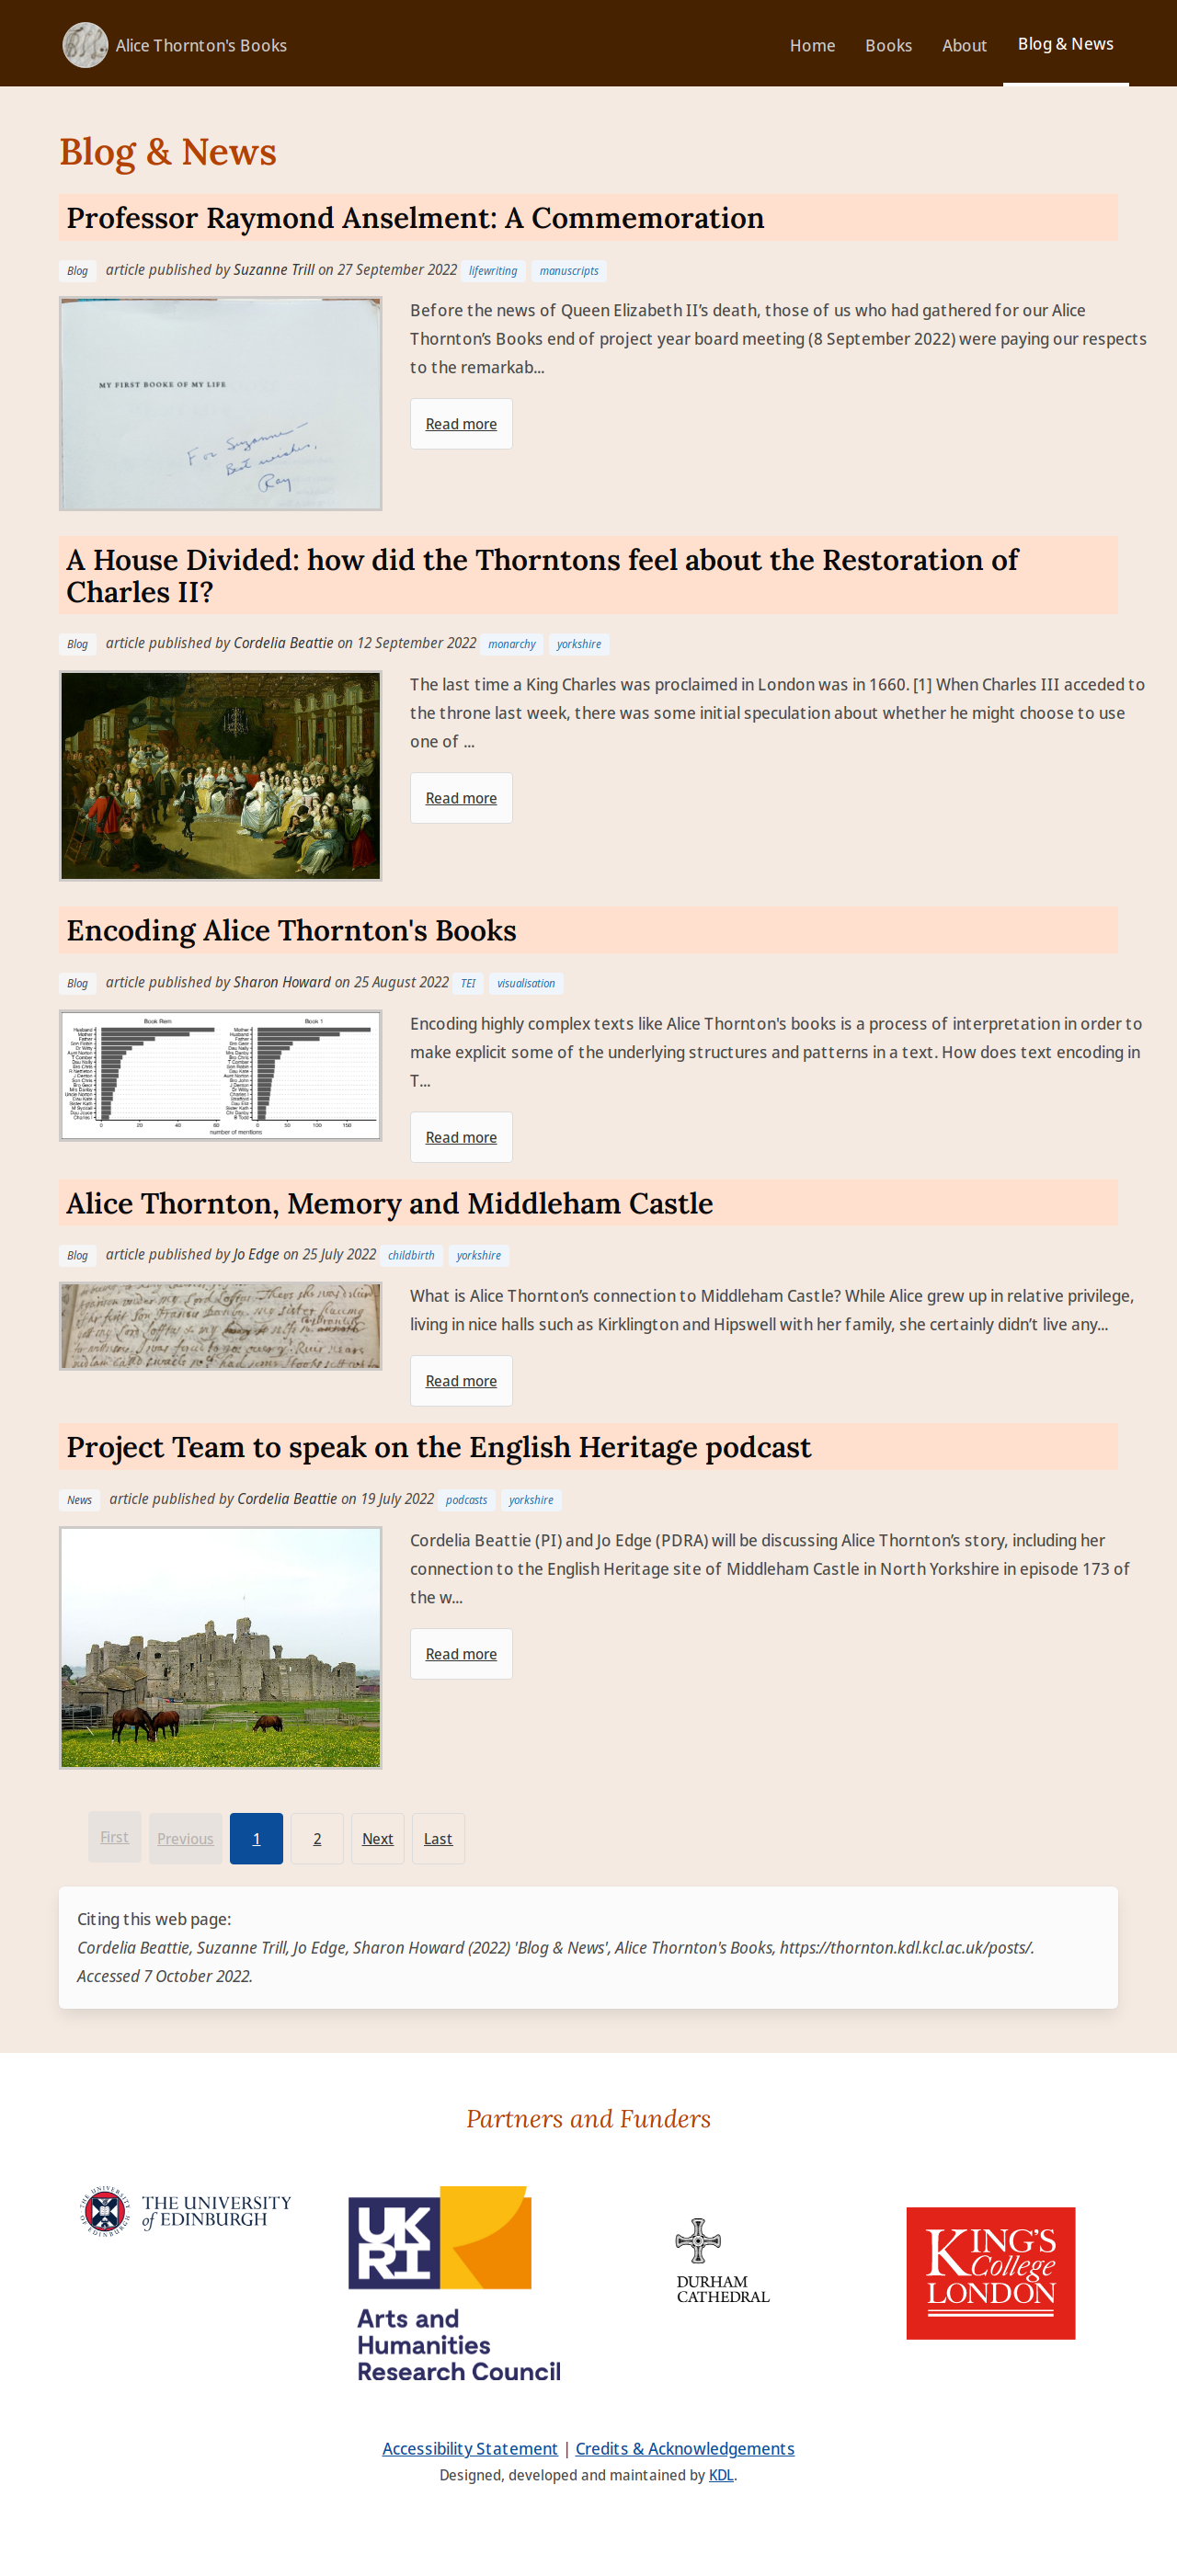 Alice Thornton's Books
Home
Books
About
Blog & News
Blog & News
Professor Raymond Anselment: A Commemoration
Blog article published by Suzanne Trill on 27 September 2022 lifewriting manuscripts
MY FIRST BOOKE OF MY LIFE
For Suzanne –
Best wishes,
Ray
Before the news of Queen Elizabeth II’s death, those of us who had gathered for our Alice
Thornton’s Books end of project year board meeting (8 September 2022) were paying our respects
to the remarkab...
Read more
A House Divided: how did the Thorntons feel about the Restoration of
Charles II?
Blog article published by Cordelia Beattie on 12 September 2022 monarchy yorkshire
The last time a King Charles was proclaimed in London was in 1660. [1] When Charles III acceded to
the throne last week, there was some initial speculation about whether he might choose to use
one of ...
Read more
Encoding Alice Thornton's Books
Blog article published by Sharon Howard on 25 August 2022 TEI visualisation
Book Rem
Book 1
0 20 40 60
0 50 100 150
number of mentions
Encoding highly complex texts like Alice Thornton's books is a process of interpretation in order to
make explicit some of the underlying structures and patterns in a text. How does text encoding in
T...
Read more
Alice Thornton, Memory and Middleham Castle
Blog article published by Jo Edge on 25 July 2022 childbirth yorkshire
What is Alice Thornton’s connection to Middleham Castle? While Alice grew up in relative privilege,
living in nice halls such as Kirklington and Hipswell with her family, she certainly didn’t live any...
Read more
Project Team to speak on the English Heritage podcast
News article published by Cordelia Beattie on 19 July 2022 podcasts yorkshire
Cordelia Beattie (PI) and Jo Edge (PDRA) will be discussing Alice Thornton’s story, including her
connection to the English Heritage site of Middleham Castle in North Yorkshire in episode 173 of
the w...
Read more
First Previous 1 2 Next Last
Citing this web page:
Cordelia Beattie, Suzanne Trill, Jo Edge, Sharon Howard (2022) 'Blog & News', Alice Thornton's Books, https://thornton.kdl.kcl.ac.uk/posts/.
Accessed 7 October 2022.
Partners and Funders
THE UNIVERSITY
of EDINBURGH
UK
RI
Arts and
Humanities
Research Council
DURHAM
CATHEDRAL
KING'S
College
LONDON
Accessibility Statement | Credits & Acknowledgements
Designed, developed and maintained by KDL.